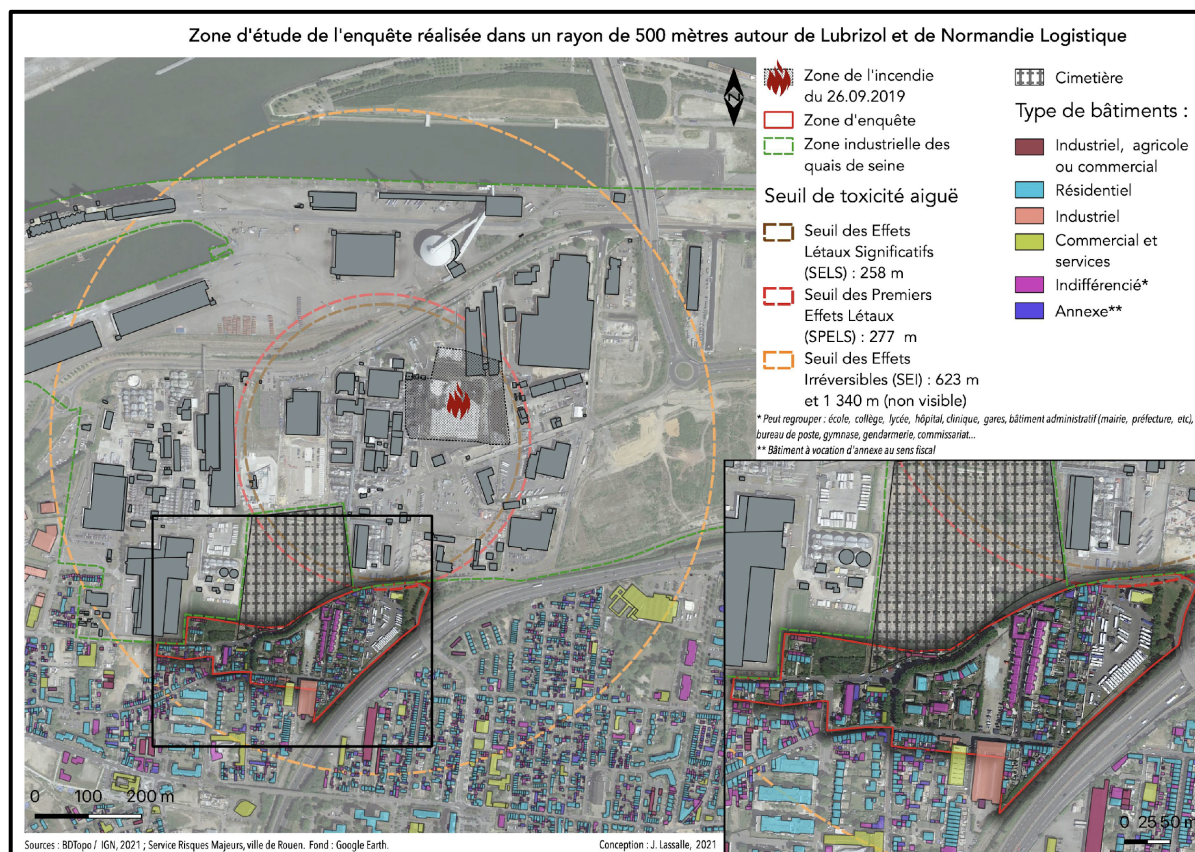 Zone d'étude de l'enquête réalisée dans un rayon de 500 mètres autour de Lubrizol et de Normandie Logistique
Z
Zone de l'incendie
du 26.09.2019
Zone d'enquête
Zone industrielle des
quais de seine
Seuil de toxicité aiguë
Seuil des Effets
Létaux Significatifs
(SELS) : 258 m
Seuil des Premiers
Effets Létaux
(SPELS) : 277 m
Seuil des Effets
Irréversibles (SEI) : 623 m
et 1 340 m (non visible)
Cimetière
Type de bâtiments :
Industriel, agricole
ou commercial
Résidentiel
Industriel
Commercial et
services
Indifférencié*
Annexe**
* Peut regrouper : école, collège, lycée, hôpital, clinique, gares, bâtiment administratif (mairie, préfecture, etc),
bureau de poste, gymnase, gendarmerie, commissariat...
** Bâtiment à vocation d'annexe au sens fiscal
0 100 200 m
0 25 50 m
Sources : BDTopo / IGN, 2021 ; Service Risques Majeurs, ville de Rouen. Fond : Google Earth.
Conception : J. Lassalle, 2021